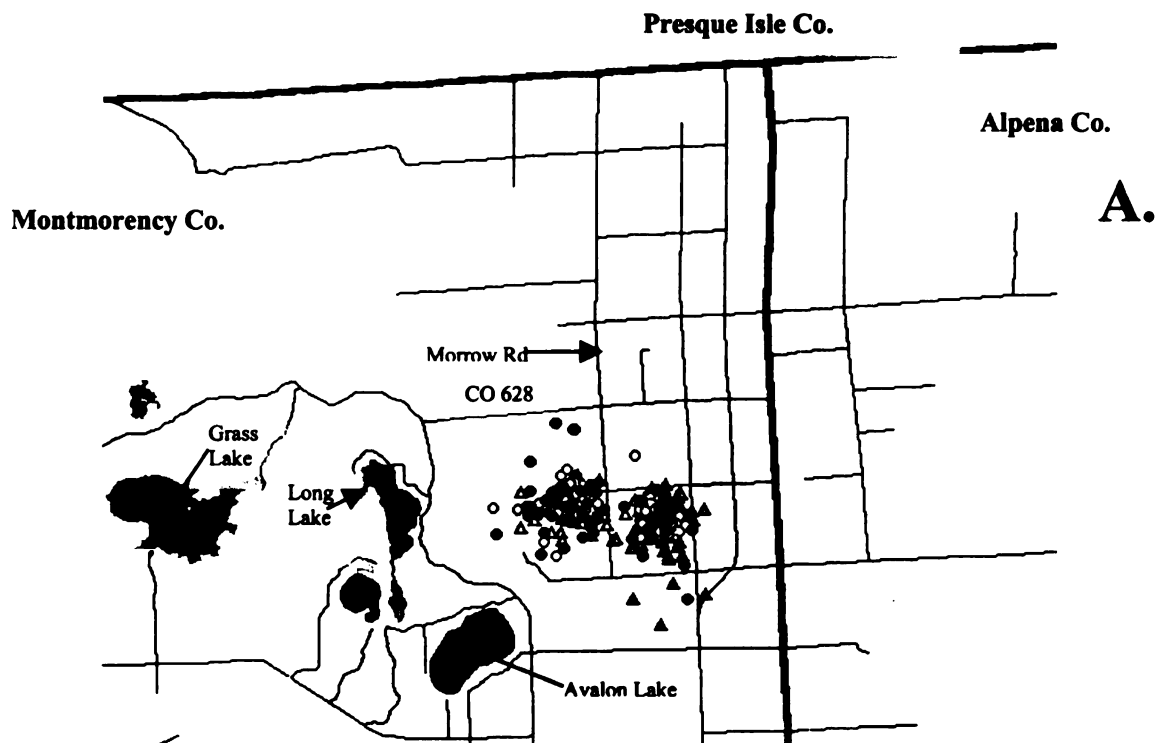 Presque Isle Co.
Alpena Co.
A.
Montmorency Co.
Morrow Rd
CO 628
Grass
Lake
Long
Lake
Avalon Lake